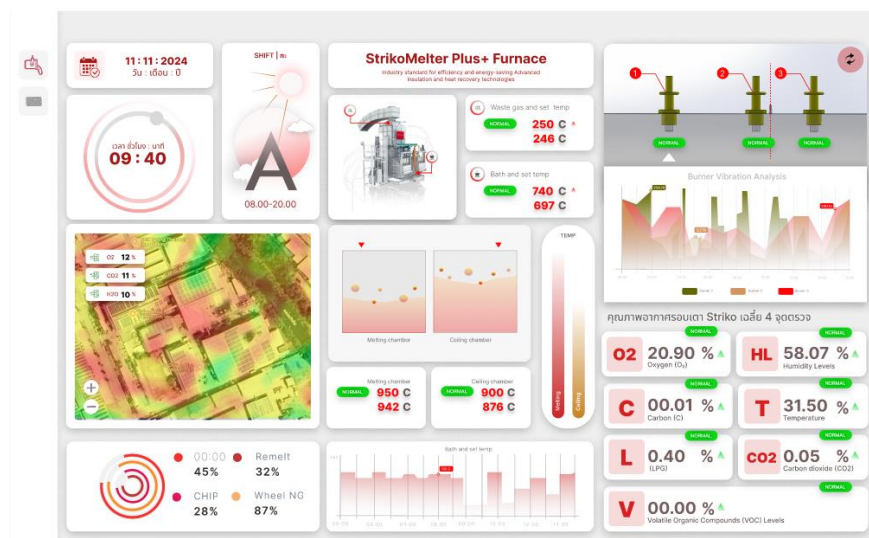 11 : 11 : 2024
วัน : เดือน : ปี
SHIFT | กะ
A
08.00-20.00
เวลา ชั่วโมง : นาที
09 : 40
StrikoMelter Plus+ Furnace
Industry standard for efficiency and energy-saving Advanced
insulation and heat recovery technologies
Waste gas and set temp
NORMAL 250 C
246 C
Bath and set temp
NORMAL 740 C
697 C
1 2 3
NORMAL NORMAL NORMAL
Burner Vibration Analysis
O2 12 %
CO2 11 %
H2O 10 %
+
−
Melting chamber
Coiling chamber
TEMP
Melting
Coiling
Melting chamber
NORMAL 950 C
942 C
Ceiling chamber
NORMAL 900 C
876 C
คุณภาพอากาศรอบเตา Striko เฉลี่ย 4 จุดตรวจ
NORMAL
O2 20.90 %
Oxygen (O₂)
NORMAL
HL 58.07 %
Humidity Levels
NORMAL
C 00.01 %
Carbon (C)
NORMAL
T 31.50 %
Temperature
NORMAL
L 0.40 %
(LPG)
NORMAL
CO2 0.05 %
Carbon dioxide (CO2)
NORMAL
V 00.00 %
Volatile Organic Compounds (VOC) Levels
00:00
45%
Remelt
32%
CHIP
28%
Wheel NG
87%
Bath and set temp